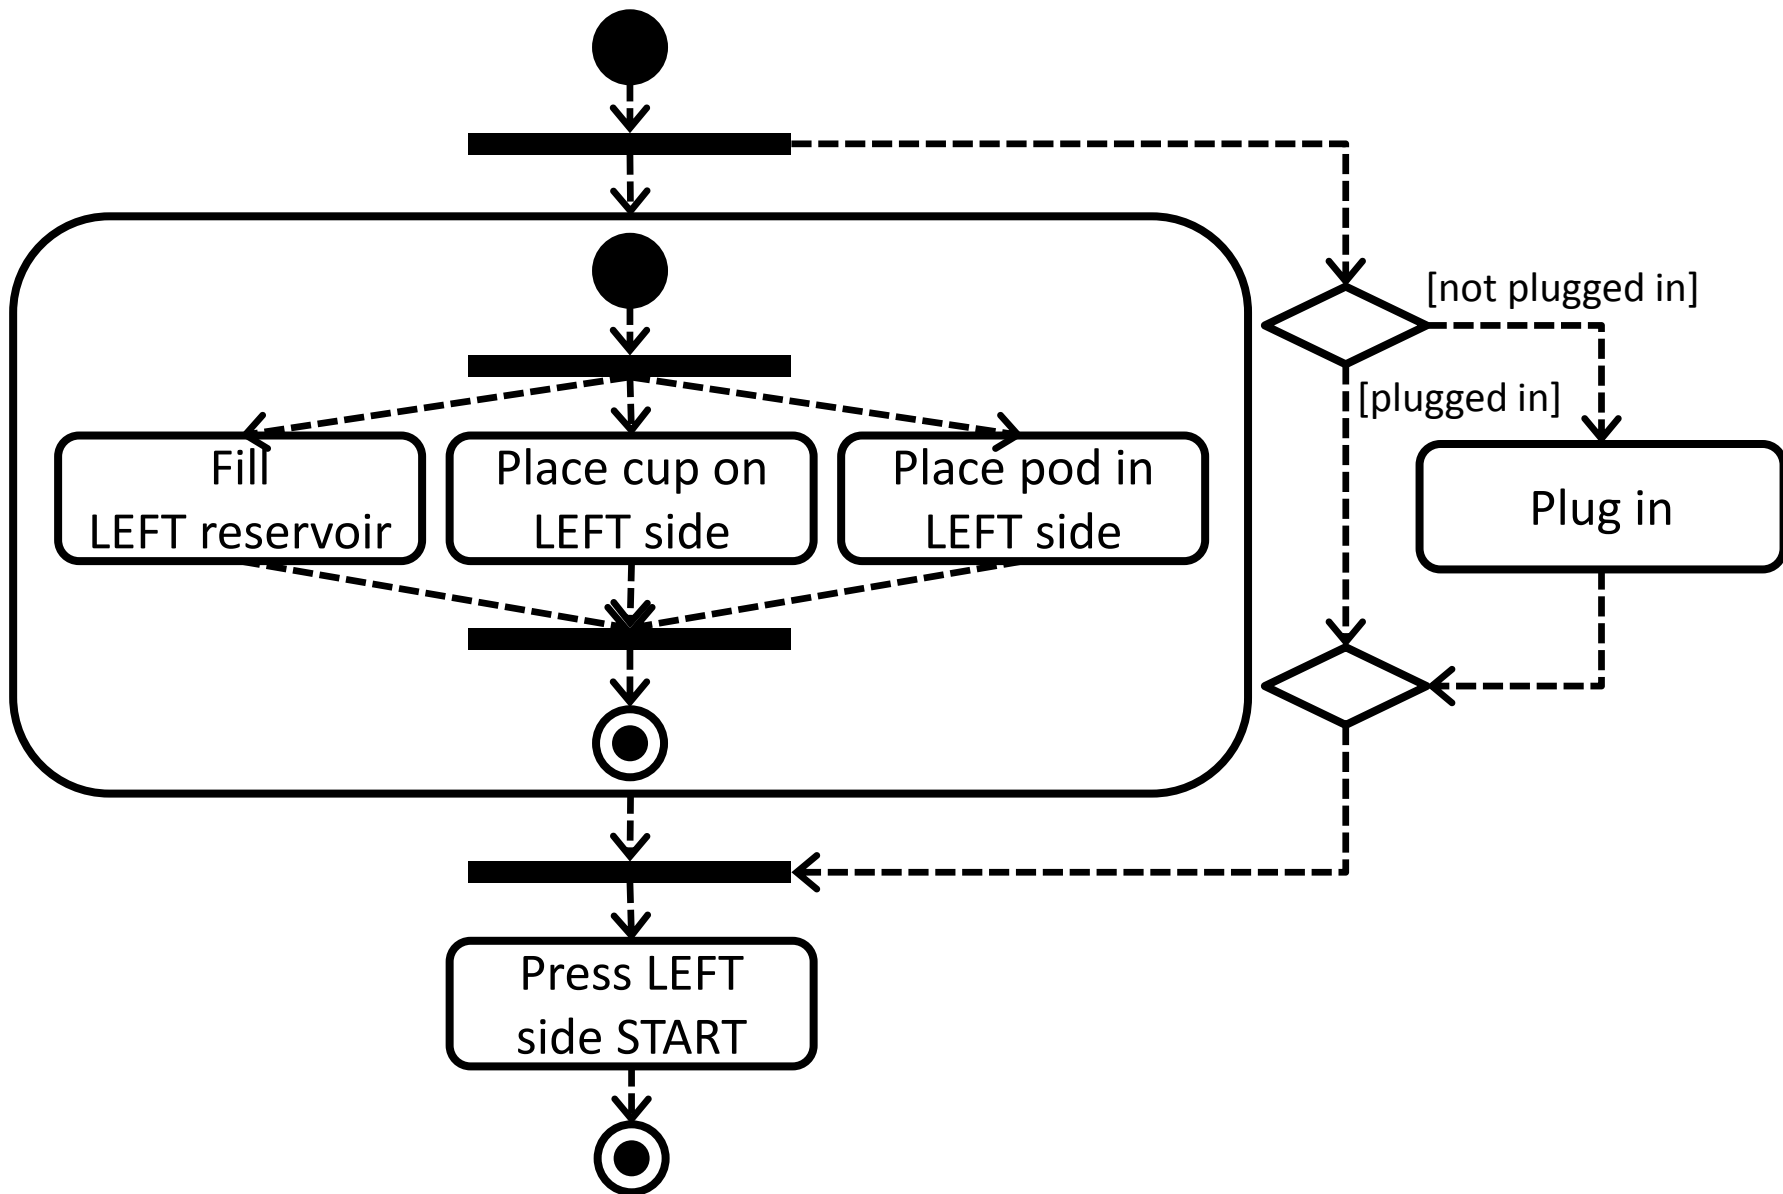 [not plugged in]
[plugged in]
Fill
LEFT reservoir
Place cup on
LEFT side
Place pod in
LEFT side
Plug in
Press LEFT
side START